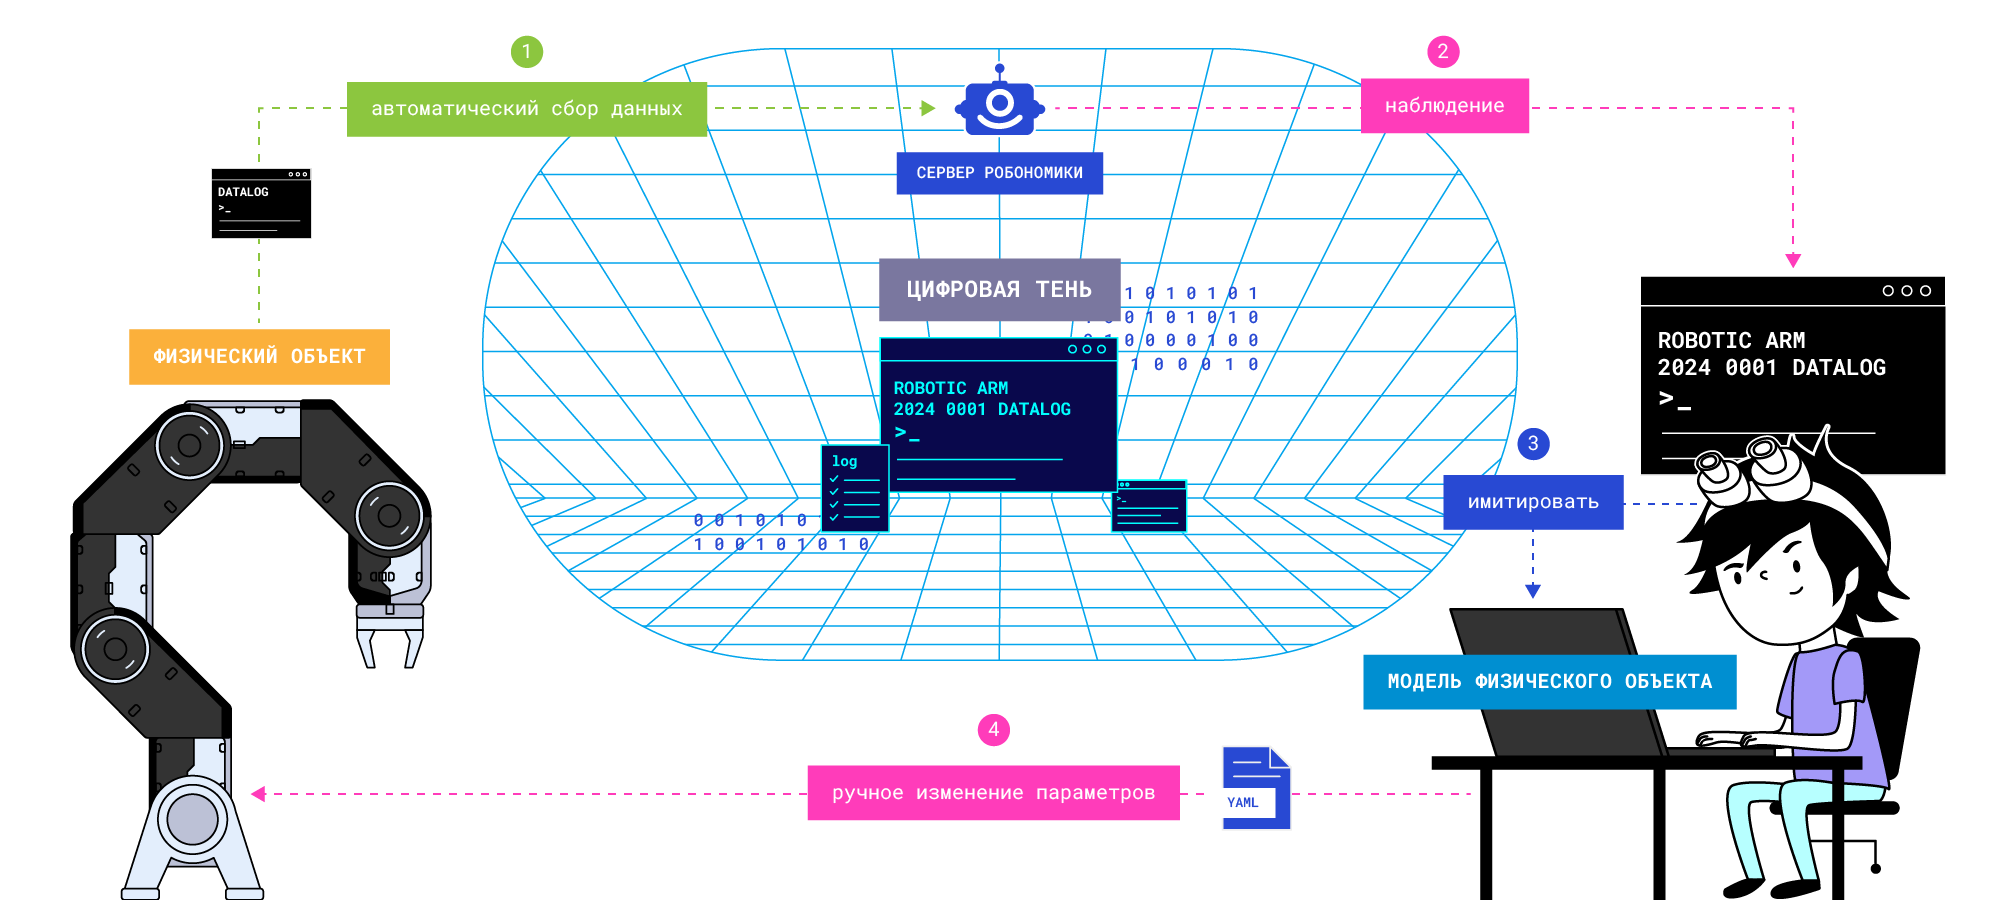 1
автоматический сбор данных
2
наблюдение
СЕРВЕР РОБОНОМИКИ
DATALOG
>_
ФИЗИЧЕСКИЙ ОБЪЕКТ
ЦИФРОВАЯ ТЕНЬ
1 0 1 0 1 0 1
0 1 0 1 0 1 0
0 0 0 0 1 0 0
1 0 0 0 1 0
ROBOTIC ARM
2024 0001 DATALOG
>_
log
>_
0 0 1 0 1 0
1 0 0 1 0 1 0 1 0
ROBOTIC ARM
2024 0001 DATALOG
>_
3
имитировать
МОДЕЛЬ ФИЗИЧЕСКОГО ОБЪЕКТА
4
ручное изменение параметров
YAML